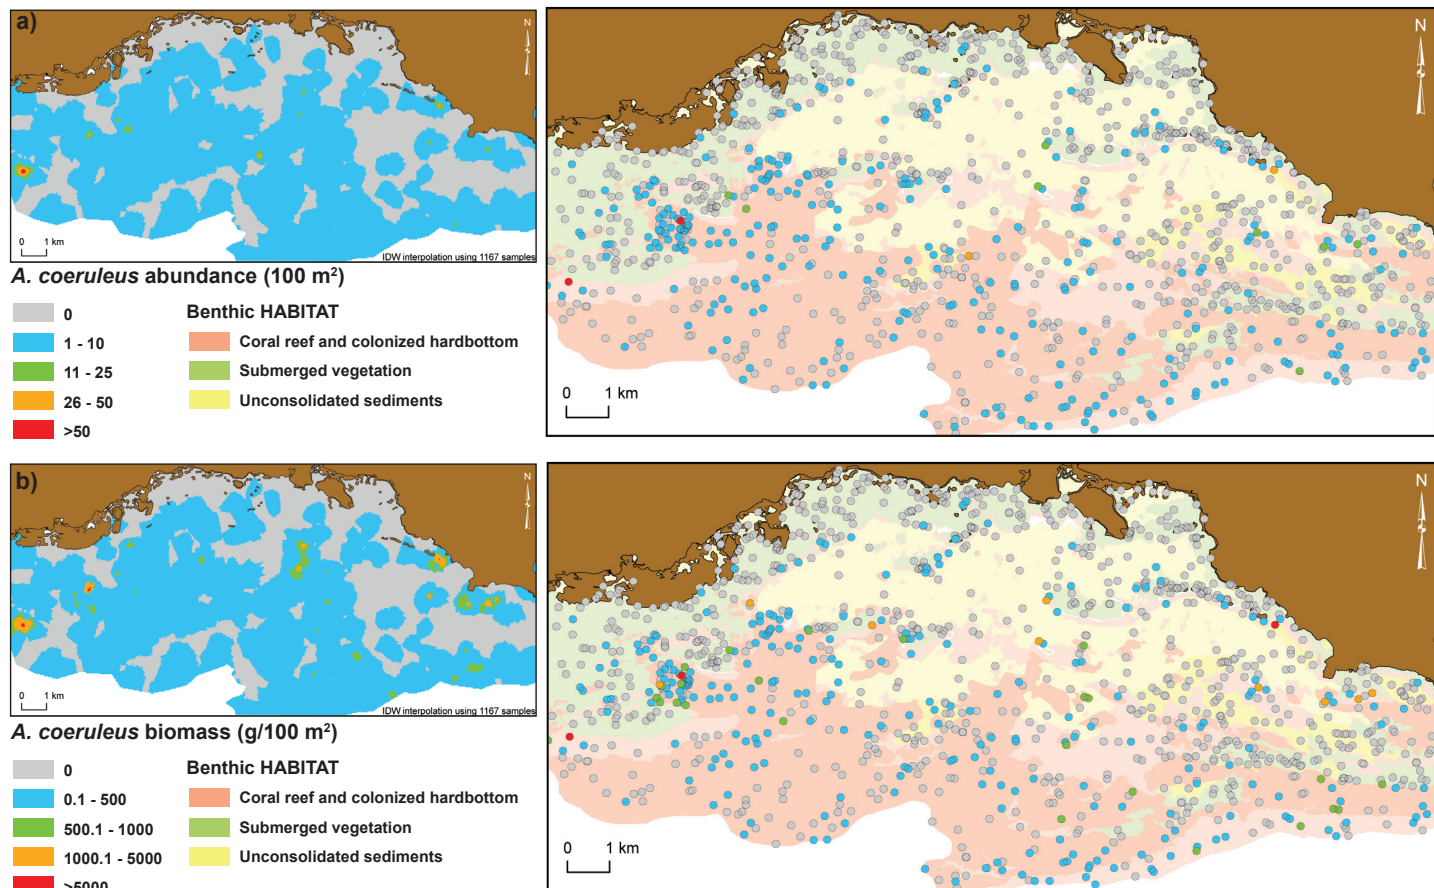 a)
N
0 1 km
IDW interpolation using 1167 samples
A. coeruleus abundance (100 m²)
0
1 - 10
11 - 25
26 - 50
>50
Benthic HABITAT
Coral reef and colonized hardbottom
Submerged vegetation
Unconsolidated sediments
N
0 1 km
b)
N
0 1 km
IDW interpolation using 1167 samples
A. coeruleus biomass (g/100 m²)
0
0.1 - 500
500.1 - 1000
1000.1 - 5000
>5000
Benthic HABITAT
Coral reef and colonized hardbottom
Submerged vegetation
Unconsolidated sediments
N
0 1 km